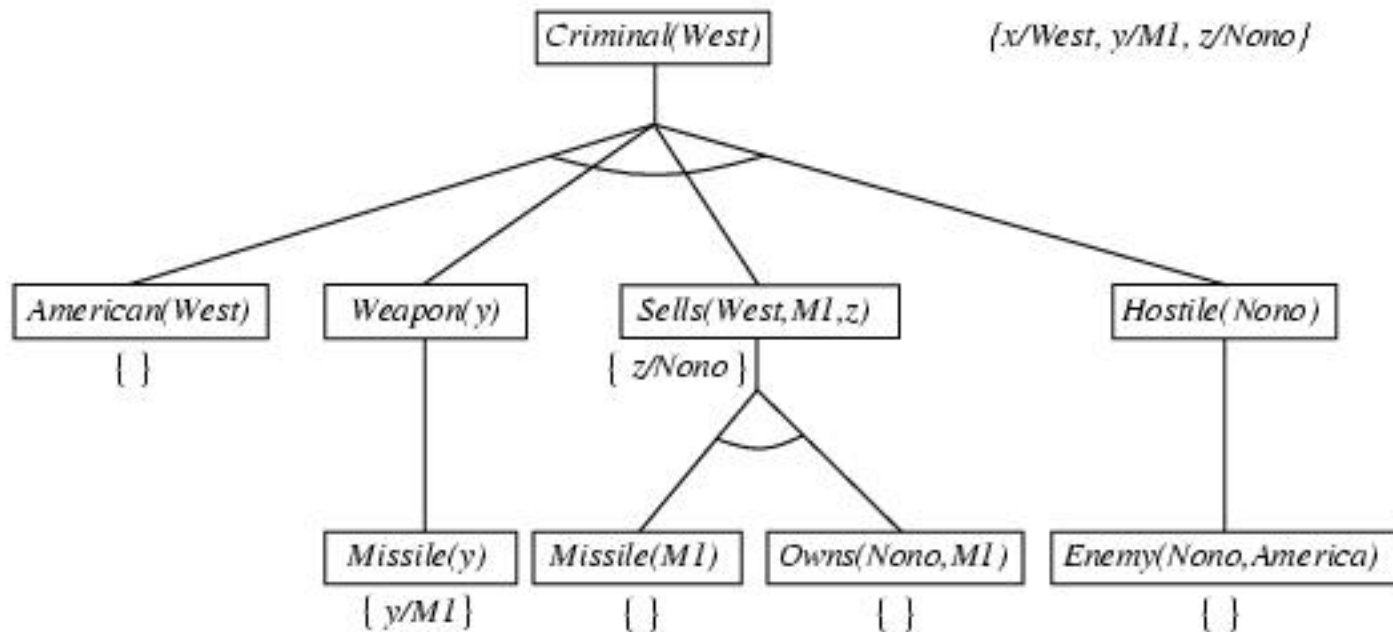 Criminal(West)
{x/West, y/M1, z/Nono}
American(West)
Weapon(y)
Sells(West,M1,z)
Hostile(Nono)
{ }
{ z/Nono }
Missile(y)
Missile(M1)
Owns(Nono,M1)
Enemy(Nono,America)
{ y/M1 }
{ }
{ }
{ }